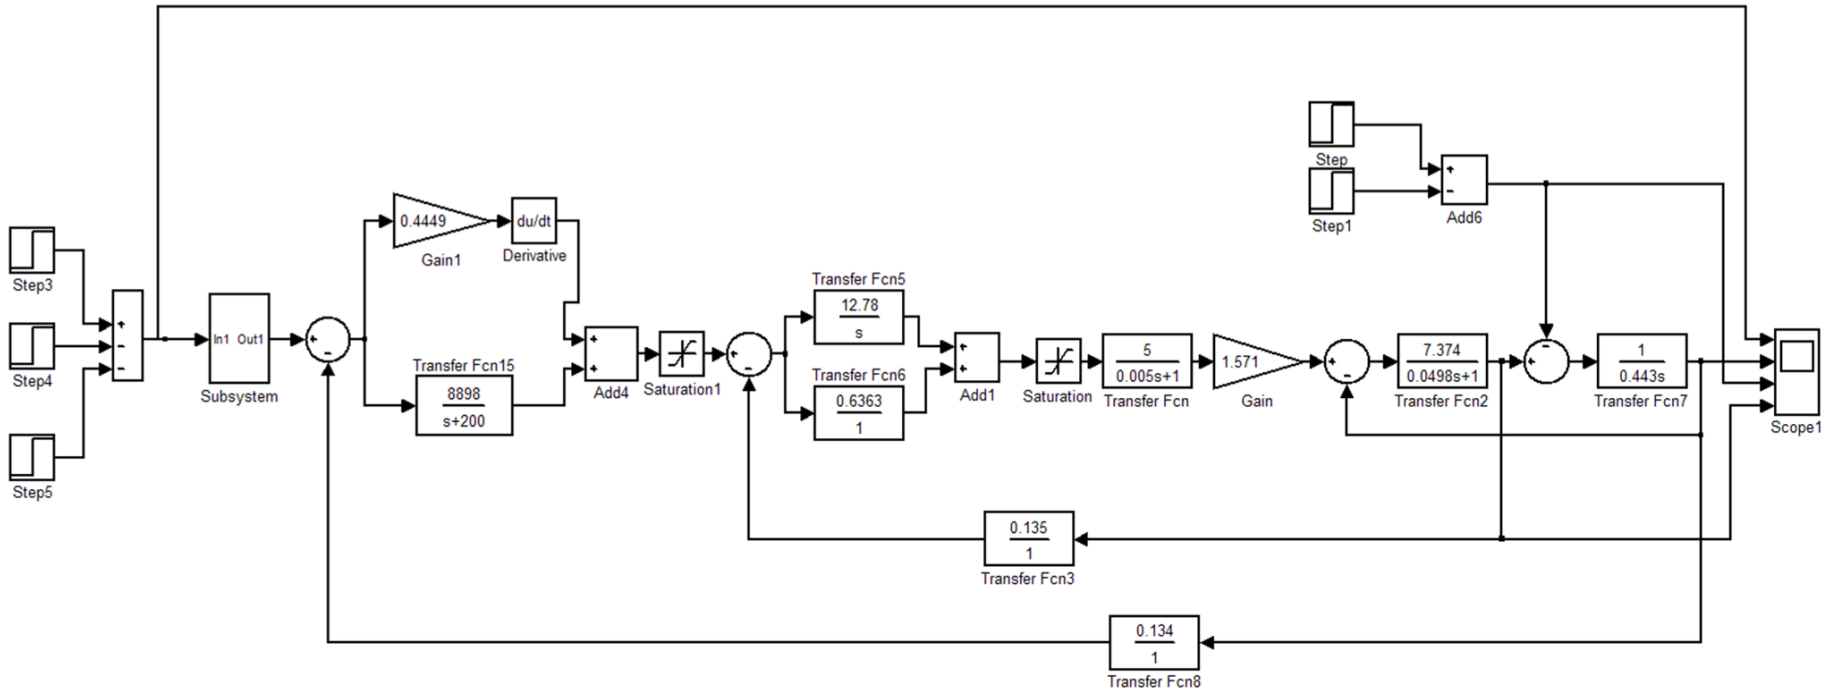 Step
+
-
Step1
Add6
0.4449
Gain1
du/dt
Derivative
Step3
+
-
-
Step4
Step5
In1 Out1
Subsystem
+
-
Transfer Fcn15
8898
s+200
+
+
Add4
Saturation1
+
-
Transfer Fcn5
12.78
s
Transfer Fcn6
0.6363
1
+
+
Add1
Saturation
5
0.005s+1
Transfer Fcn
1.571
Gain
+
-
7.374
0.0498s+1
Transfer Fcn2
-
+
1
0.443s
Transfer Fcn7
Scope1
0.135
1
Transfer Fcn3
0.134
1
Transfer Fcn8